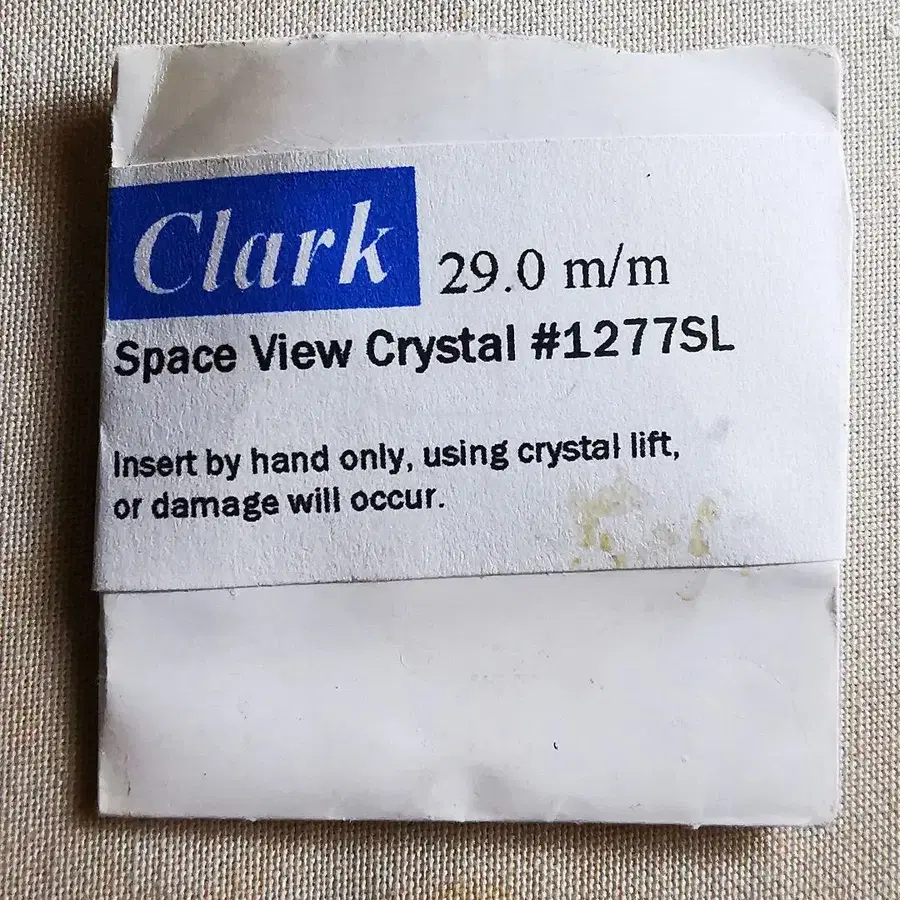 Clark 29.0 m/m
Space View Crystal #1277SL
Insert by hand only, using crystal lift,
or damage will occur.